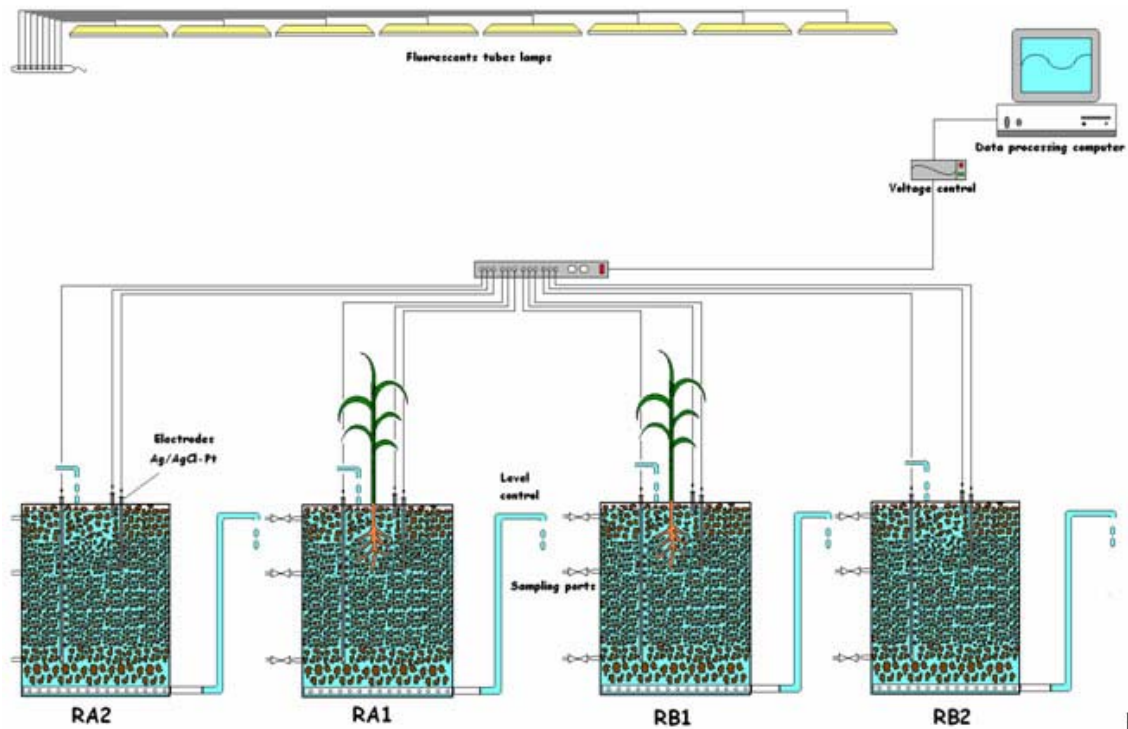 Fluorescants tubes lamps
Data processing computer
Voltage control
Electrodes
Ag/AgCl-Pt
Level
control
Sampling ports
RA2
RA1
RB1
RB2